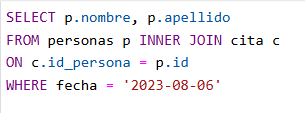 SELECT p.nombre, p.apellido
FROM personas p INNER JOIN cita c
ON c.id_persona = p.id
WHERE fecha = '2023-08-06'